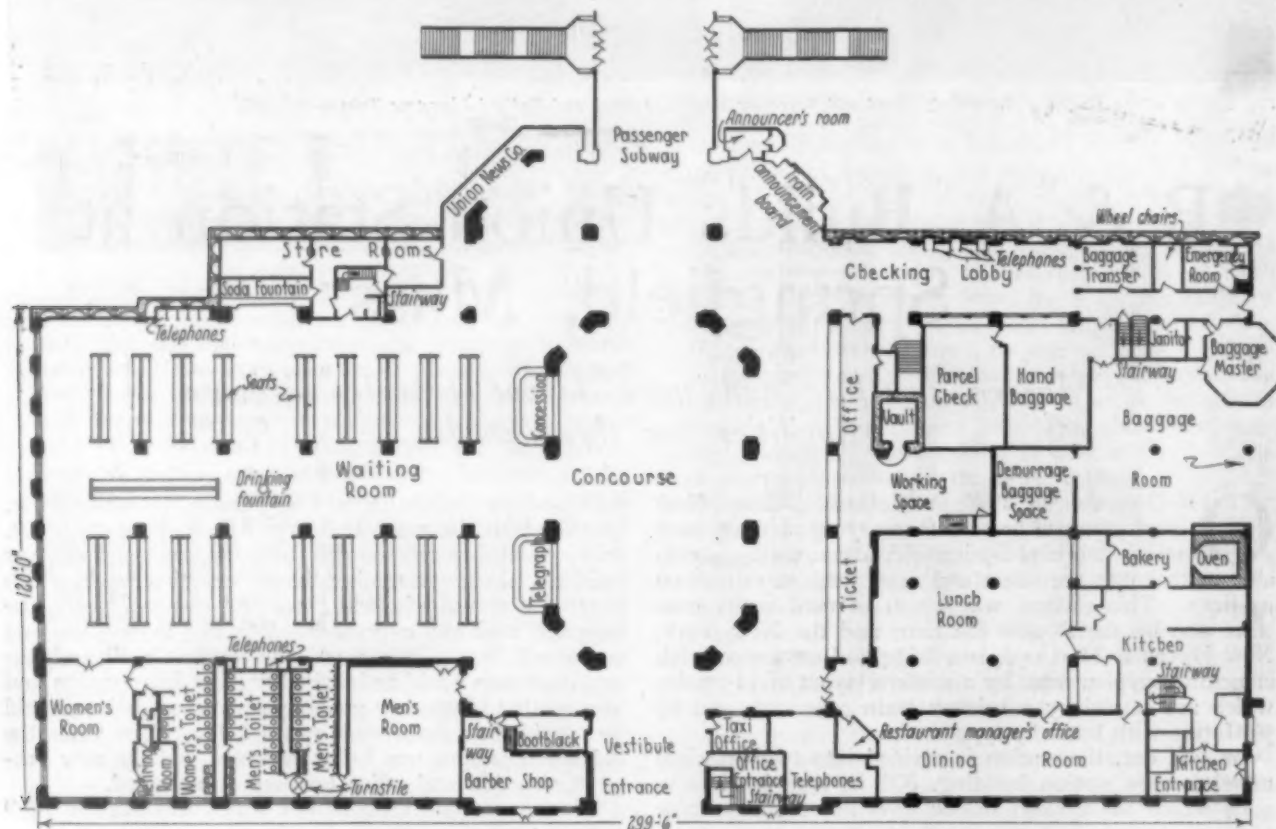 Announcer's room
Passenger
Subway
Union News Co.
Train
announcement
board
Wheel chairs
Store Rooms
Telephones
Checking Lobby
Baggage
Transfer
Emergency
Room
Soda Fountain
Stairway
Telephones
Janitor
Stairway
Baggage
Master
Seats
Concession
Office
Parcel
Check
Hand
Baggage
Vault
Baggage
Room
Waiting
Room
Drinking
fountain
Concourse
Working
Space
Demurrage
Baggage
Space
120'-0"
Telegraph
Ticket
Lunch
Room
Bakery
Oven
Kitchen
Stairway
Telephones
Women's
Room
Retiring
Room
Women's Toilet
Men's Toilet
Men's Toilet
Men's
Room
Turnstile
Stair
way
Bootblack
Barber Shop
Vestibule
Entrance
Taxi
Office
Office
Entrance
Stairway
Telephones
Restaurant manager's office
Dining Room
Kitchen
Entrance
299'-6"